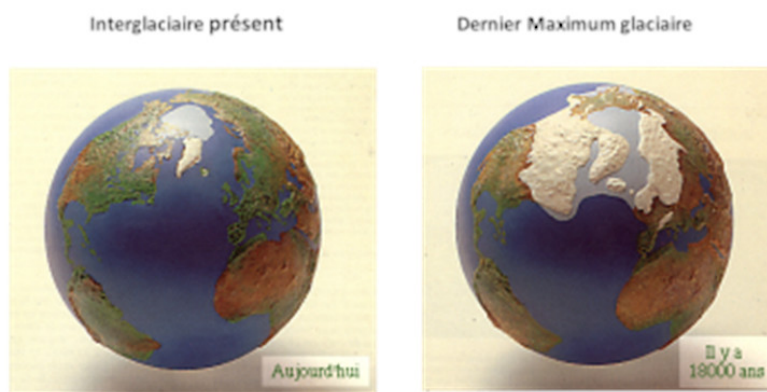 Interglaciaire présent
Dernier Maximum glaciaire
Aujourd'hui
Il y a
18000 ans